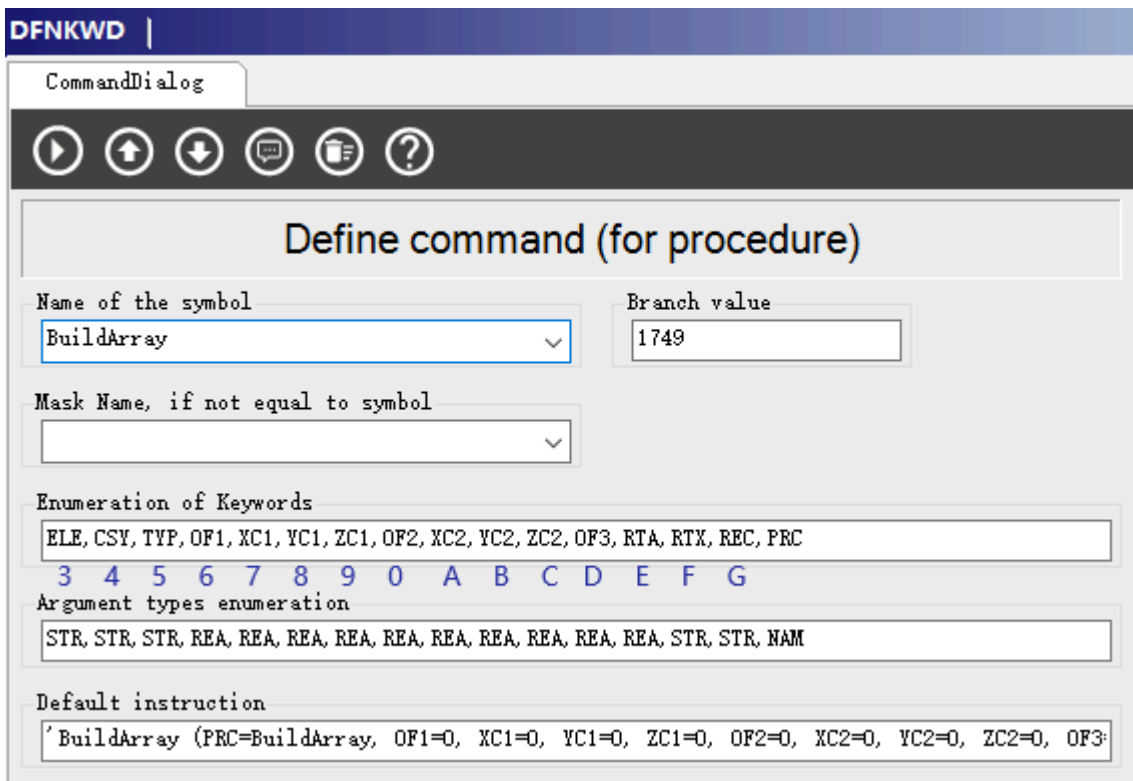 DFNKWD |
CommandDialog
Define command (for procedure)
Name of the symbol
Branch value
BuildArray
1749
Mask Name, if not equal to symbol
Enumeration of Keywords
ELE, CSY, TYP, OF1, XC1, YC1, ZC1, OF2, XC2, YC2, ZC2, OF3, RTA, RTX, REC, PRC
3 4 5 6 7 8 9 0 A B C D E F G
Argument types enumeration
STR, STR, STR, REA, REA, REA, REA, REA, REA, REA, REA, REA, REA, STR, STR, NAM
Default instruction
'BuildArray (PRC=BuildArray, OF1=0, XC1=0, YC1=0, ZC1=0, OF2=0, XC2=0, YC2=0, ZC2=0, OF3=